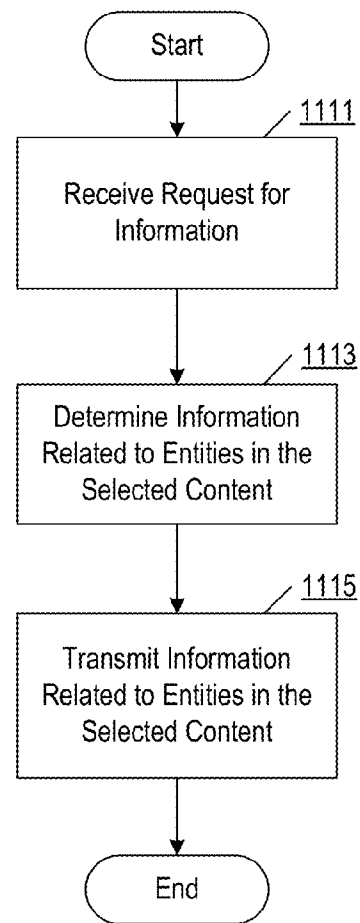 Start
1111
Receive Request for
Information
1113
Determine Information
Related to Entities in the
Selected Content
1115
Transmit Information
Related to Entities in the
Selected Content
End